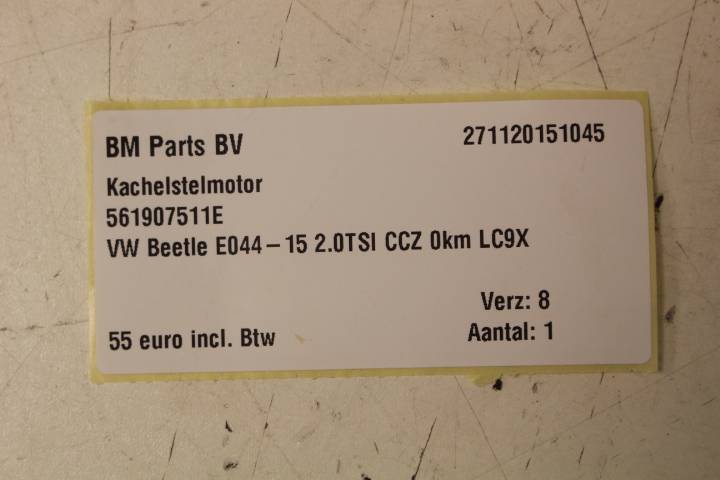 BM Parts BV 271120151045
Kachelstelmotor
561907511E
VW Beetle E044-15 2.0TSI CCZ 0km LC9X
Verz: 8
55 euro incl. Btw Aantal: 1